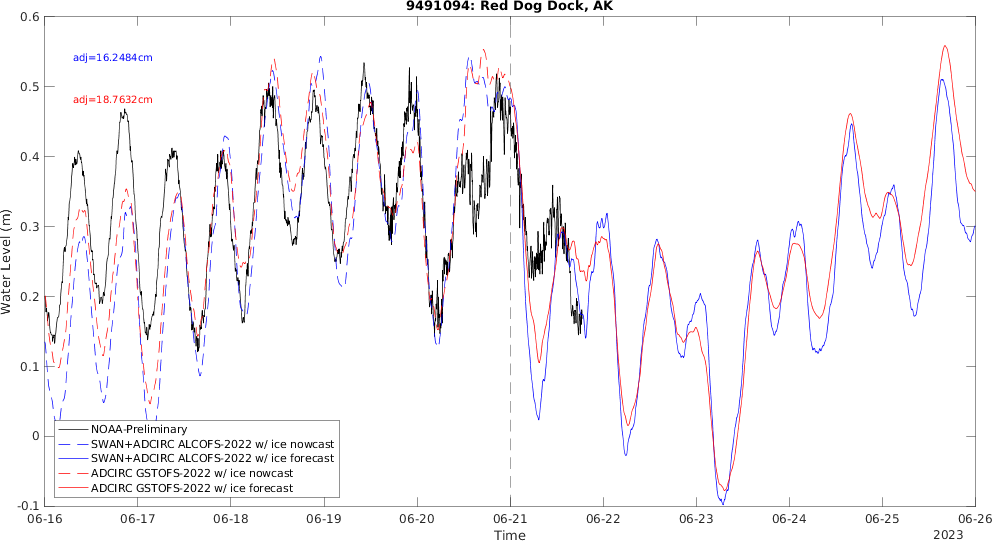 9491094: Red Dog Dock, AK
adj=16.2484cm
adj=18.7632cm
Water Level (m)
0.6
0.5
0.4
0.3
0.2
0.1
0
-0.1
NOAA-Preliminary
SWAN+ADCIRC ALCOFS-2022 w/ ice nowcast
SWAN+ADCIRC ALCOFS-2022 w/ ice forecast
ADCIRC GSTOFS-2022 w/ ice nowcast
ADCIRC GSTOFS-2022 w/ ice forecast
06-16 06-17 06-18 06-19 06-20 06-21 06-22 06-23 06-24 06-25 06-26
Time
2023